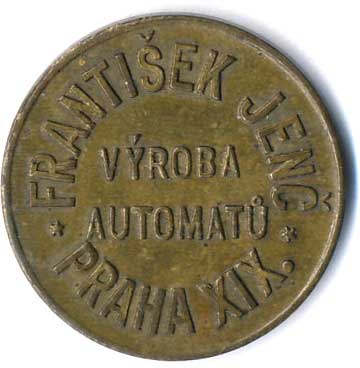 FRANTIŠEK JENČ
VÝROBA
AUTOMATŮ
* PRAHA XIX. *